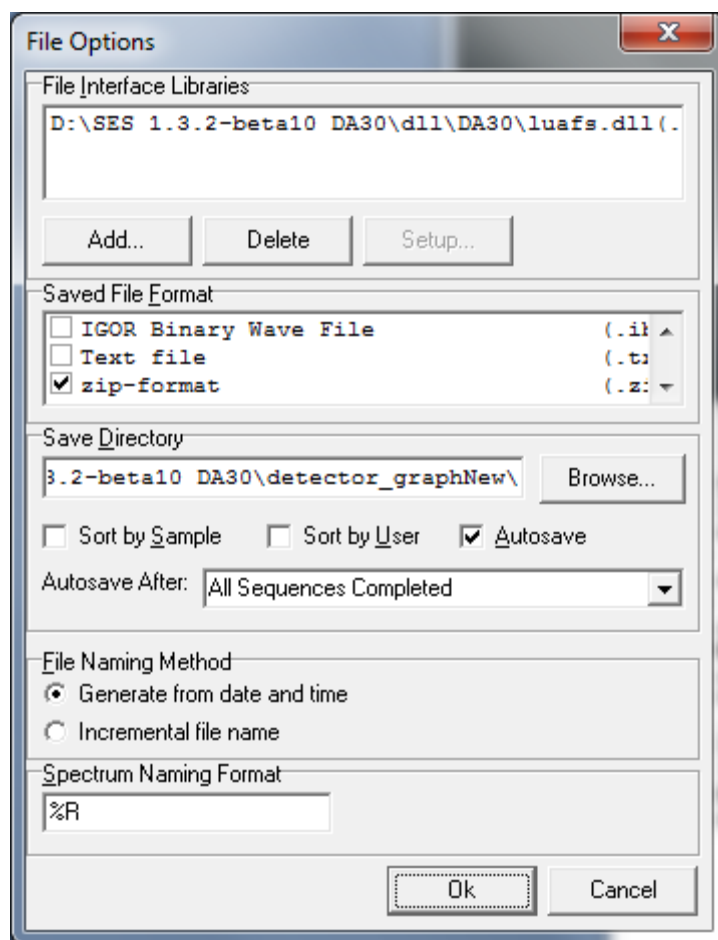 File Options
File Interface Libraries
D:\SES 1.3.2-beta10 DA30\dll\DA30\luafs.dll(.
Add... Delete Setup...
Saved File Format
IGOR Binary Wave File (.ib
Text file (.tx
zip-format (.zi
Save Directory
3.2-beta10 DA30\detector_graphNew\ Browse...
Sort by Sample Sort by User Autosave
Autosave After: All Sequences Completed
File Naming Method
Generate from date and time
Incremental file name
Spectrum Naming Format
%R
Ok Cancel